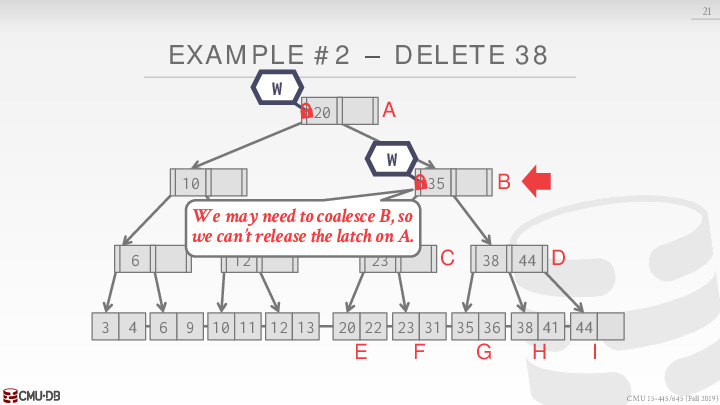 21
EXAMPLE #2 – DELETE 38
W
20
A
W
10
35
B
We may need to coalesce B, so
we can't release the latch on A.
6
12
23
C
38 44
D
3 4 6 9 10 11 12 13 20 22 23 31 35 36 38 41 44
E F G H I
CMU·DB
CMU 15-445/645 (Fall 2019)